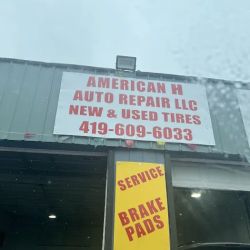 AMERICAN H
AUTO REPAIR LLC
NEW & USED TIRES
419-609-6033
SERVICE
BRAKE
PADS